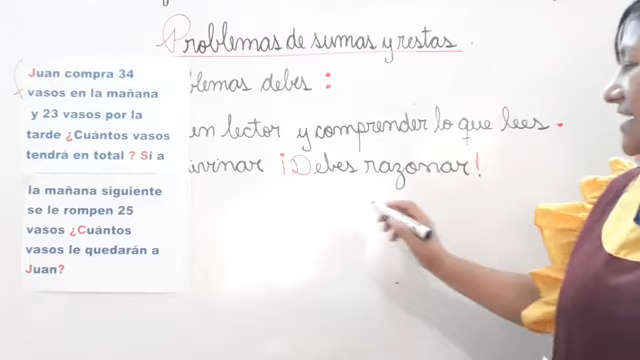 Problemas de sumas y restas.
blemas debes :
en lector y comprender lo que lees.
ivinar ¡Debes razonar!
Juan compra 34
vasos en la mañana
y 23 vasos por la
tarde ¿Cuántos vasos
tendrá en total ? Si a
la mañana siguiente
se le rompen 25
vasos ¿Cuántos
vasos le quedarán a
Juan?